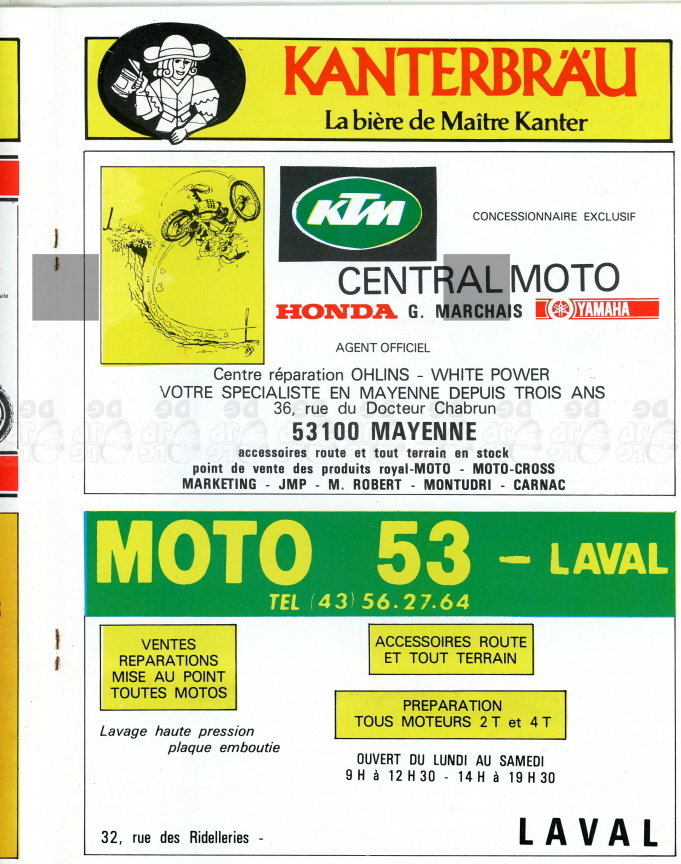 KANTERBRÄU
La bière de Maître Kanter
KTM
CONCESSIONNAIRE EXCLUSIF
CENTRAL MOTO
HONDA G. MARCHAIS YAMAHA
AGENT OFFICIEL
Centre réparation OHLINS - WHITE POWER
VOTRE SPECIALISTE EN MAYENNE DEPUIS TROIS ANS
36, rue du Docteur Chabrun
53100 MAYENNE
accessoires route et tout terrain en stock
point de vente des produits royal-MOTO - MOTO-CROSS
MARKETING - JMP - M. ROBERT - MONTUDRI - CARNAC
MOTO 53 - LAVAL
TEL (43) 56.27.64
VENTES
REPARATIONS
MISE AU POINT
TOUTES MOTOS
ACCESSOIRES ROUTE
ET TOUT TERRAIN
PREPARATION
TOUS MOTEURS 2 T et 4 T
Lavage haute pression
plaque emboutie
OUVERT DU LUNDI AU SAMEDI
9 H à 12 H 30 - 14 H à 19 H 30
32, rue des Ridelleries -
LAVAL